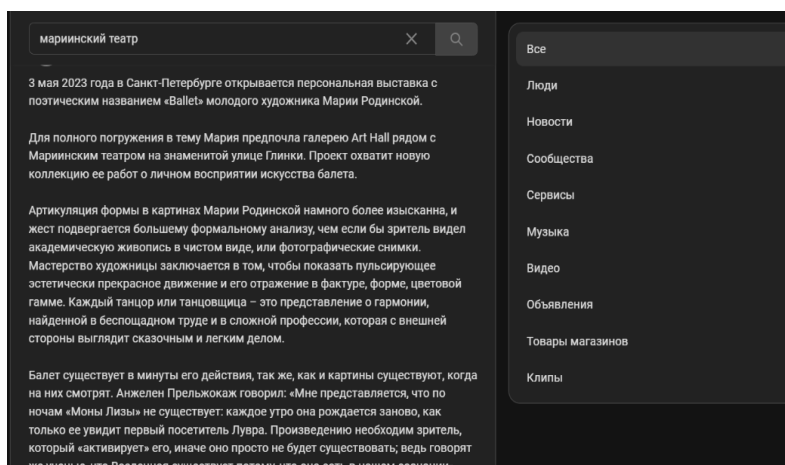 мариинский театр
3 мая 2023 года в Санкт-Петербурге открывается персональная выставка с
поэтическим названием «Ballet» молодого художника Марии Родинской.
Для полного погружения в тему Мария предпочла галерею Art Hall рядом с
Мариинским театром на знаменитой улице Глинки. Проект охватит новую
коллекцию ее работ о личном восприятии искусства балета.
Артикуляция формы в картинах Марии Родинской намного более изысканна, и
жест подвергается большему формальному анализу, чем если бы зритель видел
академическую живопись в чистом виде, или фотографические снимки.
Мастерство художницы заключается в том, чтобы показать пульсирующее
эстетически прекрасное движение и его отражение в фактуре, форме, цветовой
гамме. Каждый танцор или танцовщица – это представление о гармонии,
найденной в беспощадном труде и в сложной профессии, которая с внешней
стороны выглядит сказочным и легким делом.
Балет существует в минуты его действия, так же, как и картины существуют, когда
на них смотрят. Анжелен Прельжокаж говорил: «Мне представляется, что по
ночам «Моны Лизы» не существует: каждое утро она рождается заново, как
только ее увидит первый посетитель Лувра. Произведению необходим зритель,
который «активирует» его, иначе оно просто не будет существовать; ведь говорят
Все
Люди
Новости
Сообщества
Сервисы
Музыка
Видео
Объявления
Товары магазинов
Клипы